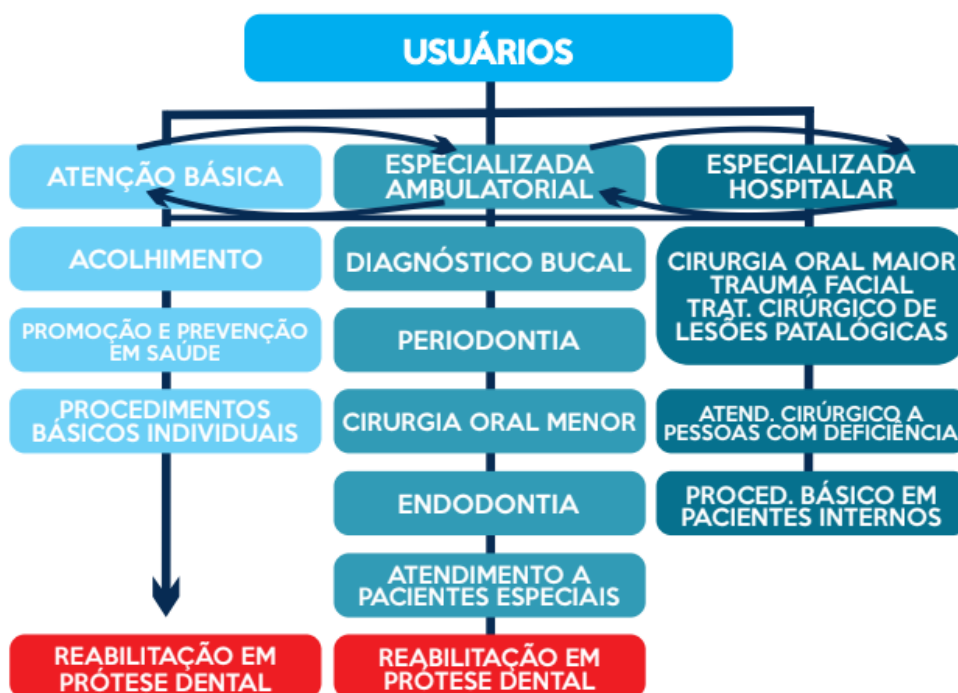 USUÁRIOS
ATENÇÃO BÁSICA
ESPECIALIZADA
AMBULATORIAL
ESPECIALIZADA
HOSPITALAR
ACOLHIMENTO
PROMOÇÃO E PREVENÇÃO
EM SAÚDE
PROCEDIMENTOS
BÁSICOS INDIVIDUAIS
REABILITAÇÃO EM
PRÓTESE DENTAL
DIAGNÓSTICO BUCAL
PERIODONTIA
CIRURGIA ORAL MENOR
ENDODONTIA
ATENDIMENTO A
PACIENTES ESPECIAIS
REABILITAÇÃO EM
PRÓTESE DENTAL
CIRURGIA ORAL MAIOR
TRAUMA FACIAL
TRAT. CIRÚRGICO DE
LESÕES PATALÓGICAS
ATEND. CIRÚRGICO A
PESSOAS COM DEFICIÊNCIA
PROCED. BÁSICO EM
PACIENTES INTERNOS